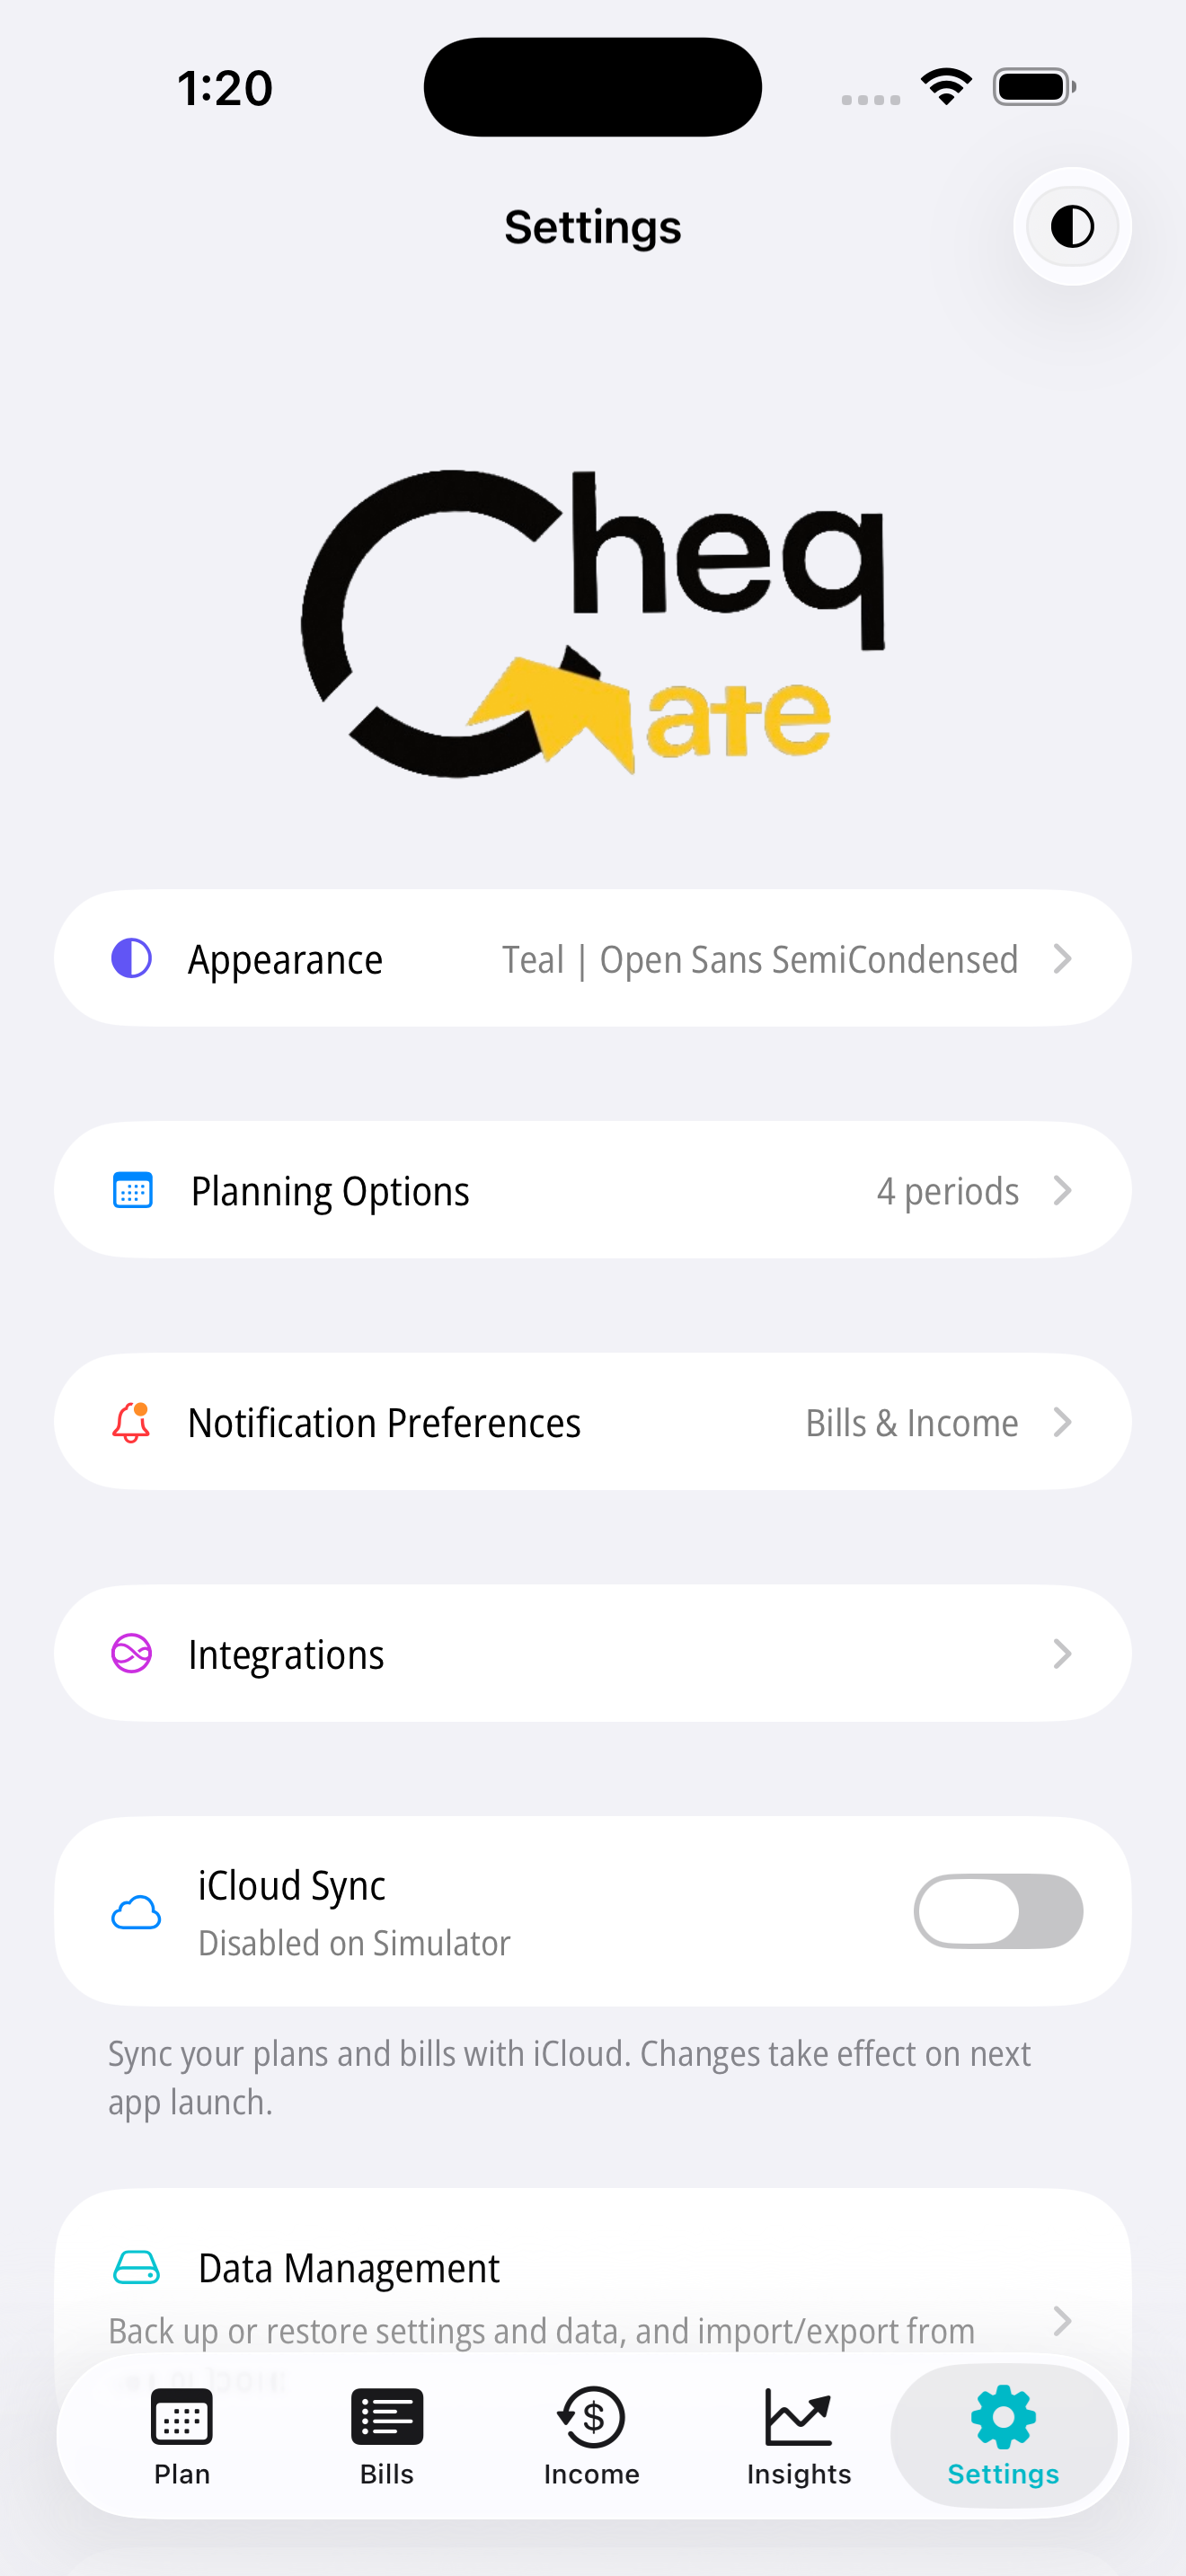 1:20
Settings
Cheq
Mate
Appearance Teal | Open Sans SemiCondensed
Planning Options 4 periods
Notification Preferences Bills & Income
Integrations
iCloud Sync
Disabled on Simulator
Sync your plans and bills with iCloud. Changes take effect on next
app launch.
Data Management
Back up or restore settings and data, and import/export from
Plan Bills Income Insights Settings